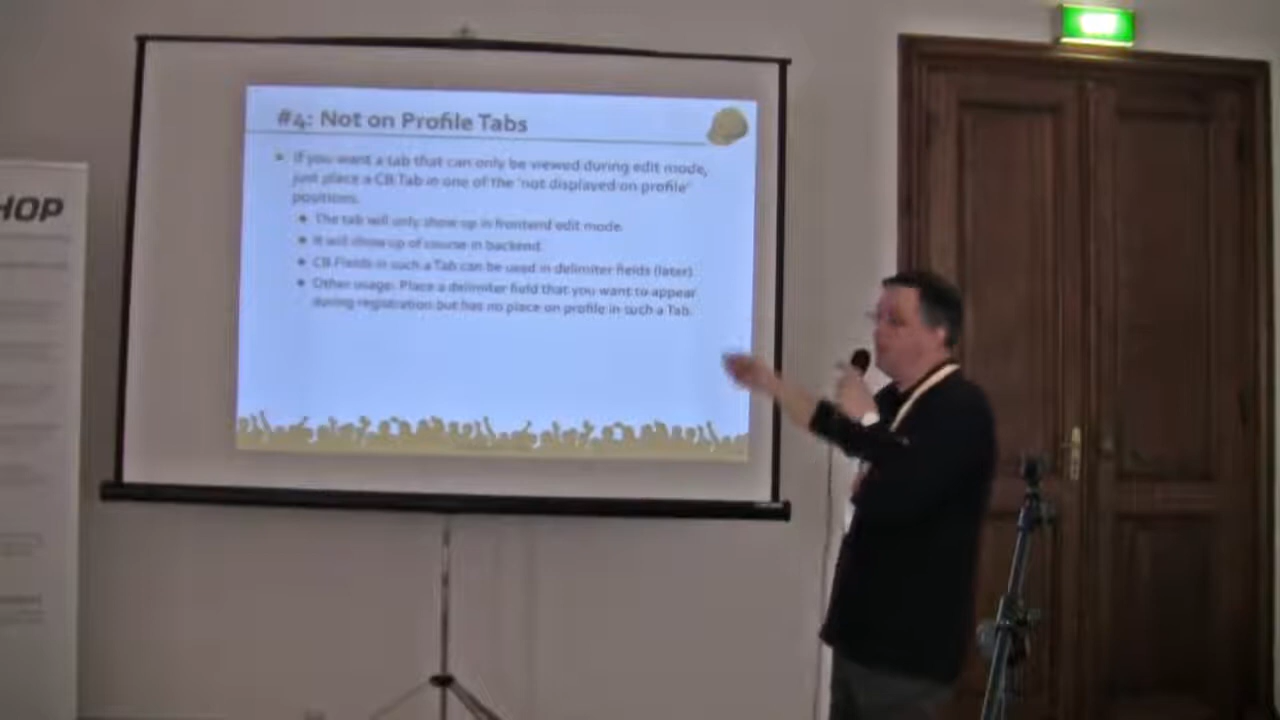 #4: Not on Profile Tabs
If you want a tab that can only be viewed during edit mode,
just place a CB Tab in one of the 'not displayed on profile'
positions.
The tab will only show up in frontend edit mode.
It will show up of course in backend.
CB Fields in such a Tab can be used in delimiter fields (later).
Other usage. Place a delimiter field that you want to appear
during registration but has no place on profile in such a Tab.
HOP